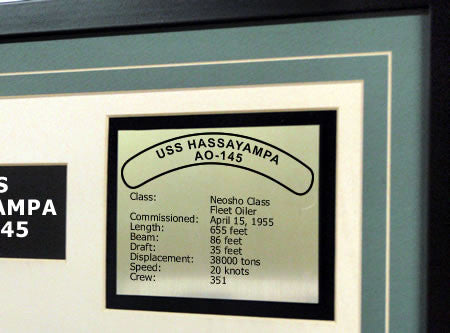 USS HASSAYAMPA
AO-145
Class: Neosho Class
Fleet Oiler
Commissioned: April 15, 1955
Length: 655 feet
Beam: 86 feet
Draft: 35 feet
Displacement: 38000 tons
Speed: 20 knots
Crew: 351
S
AMPA
45